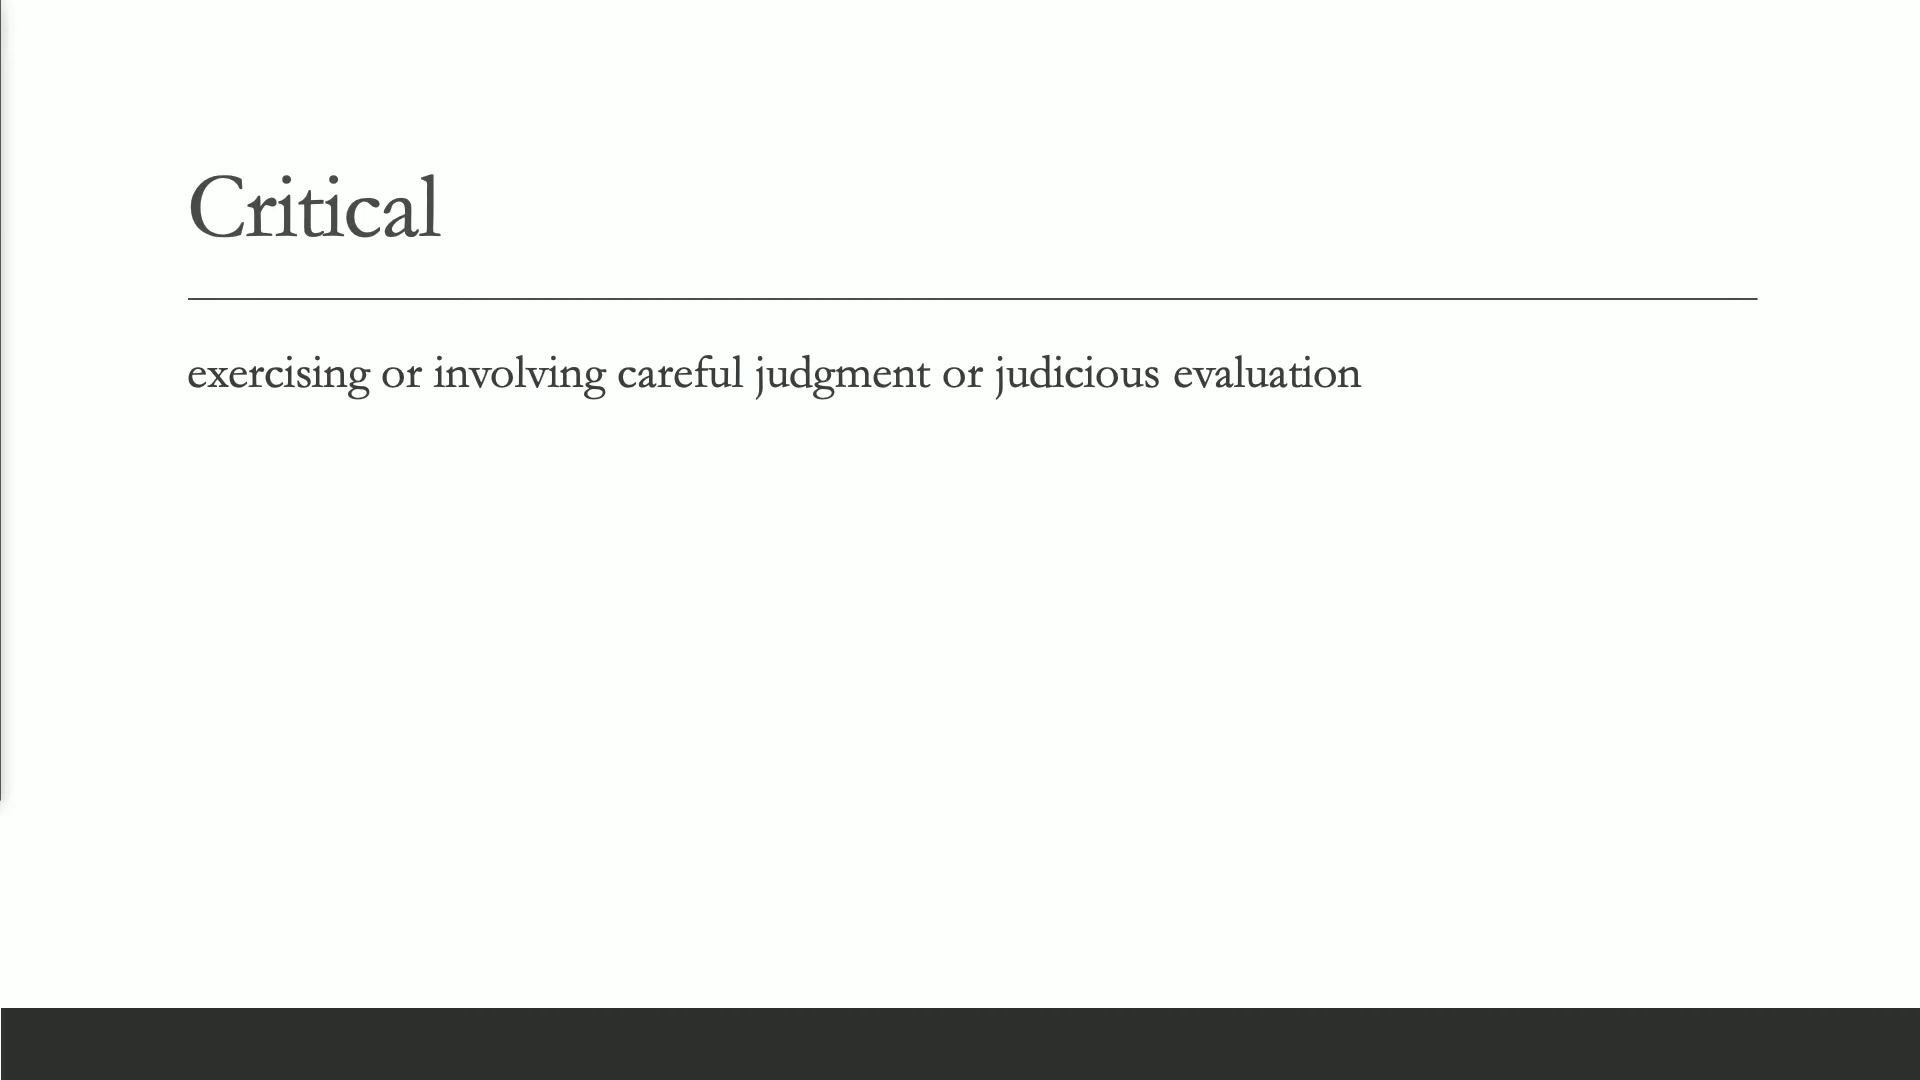 Critical
exercising or involving careful judgment or judicious evaluation